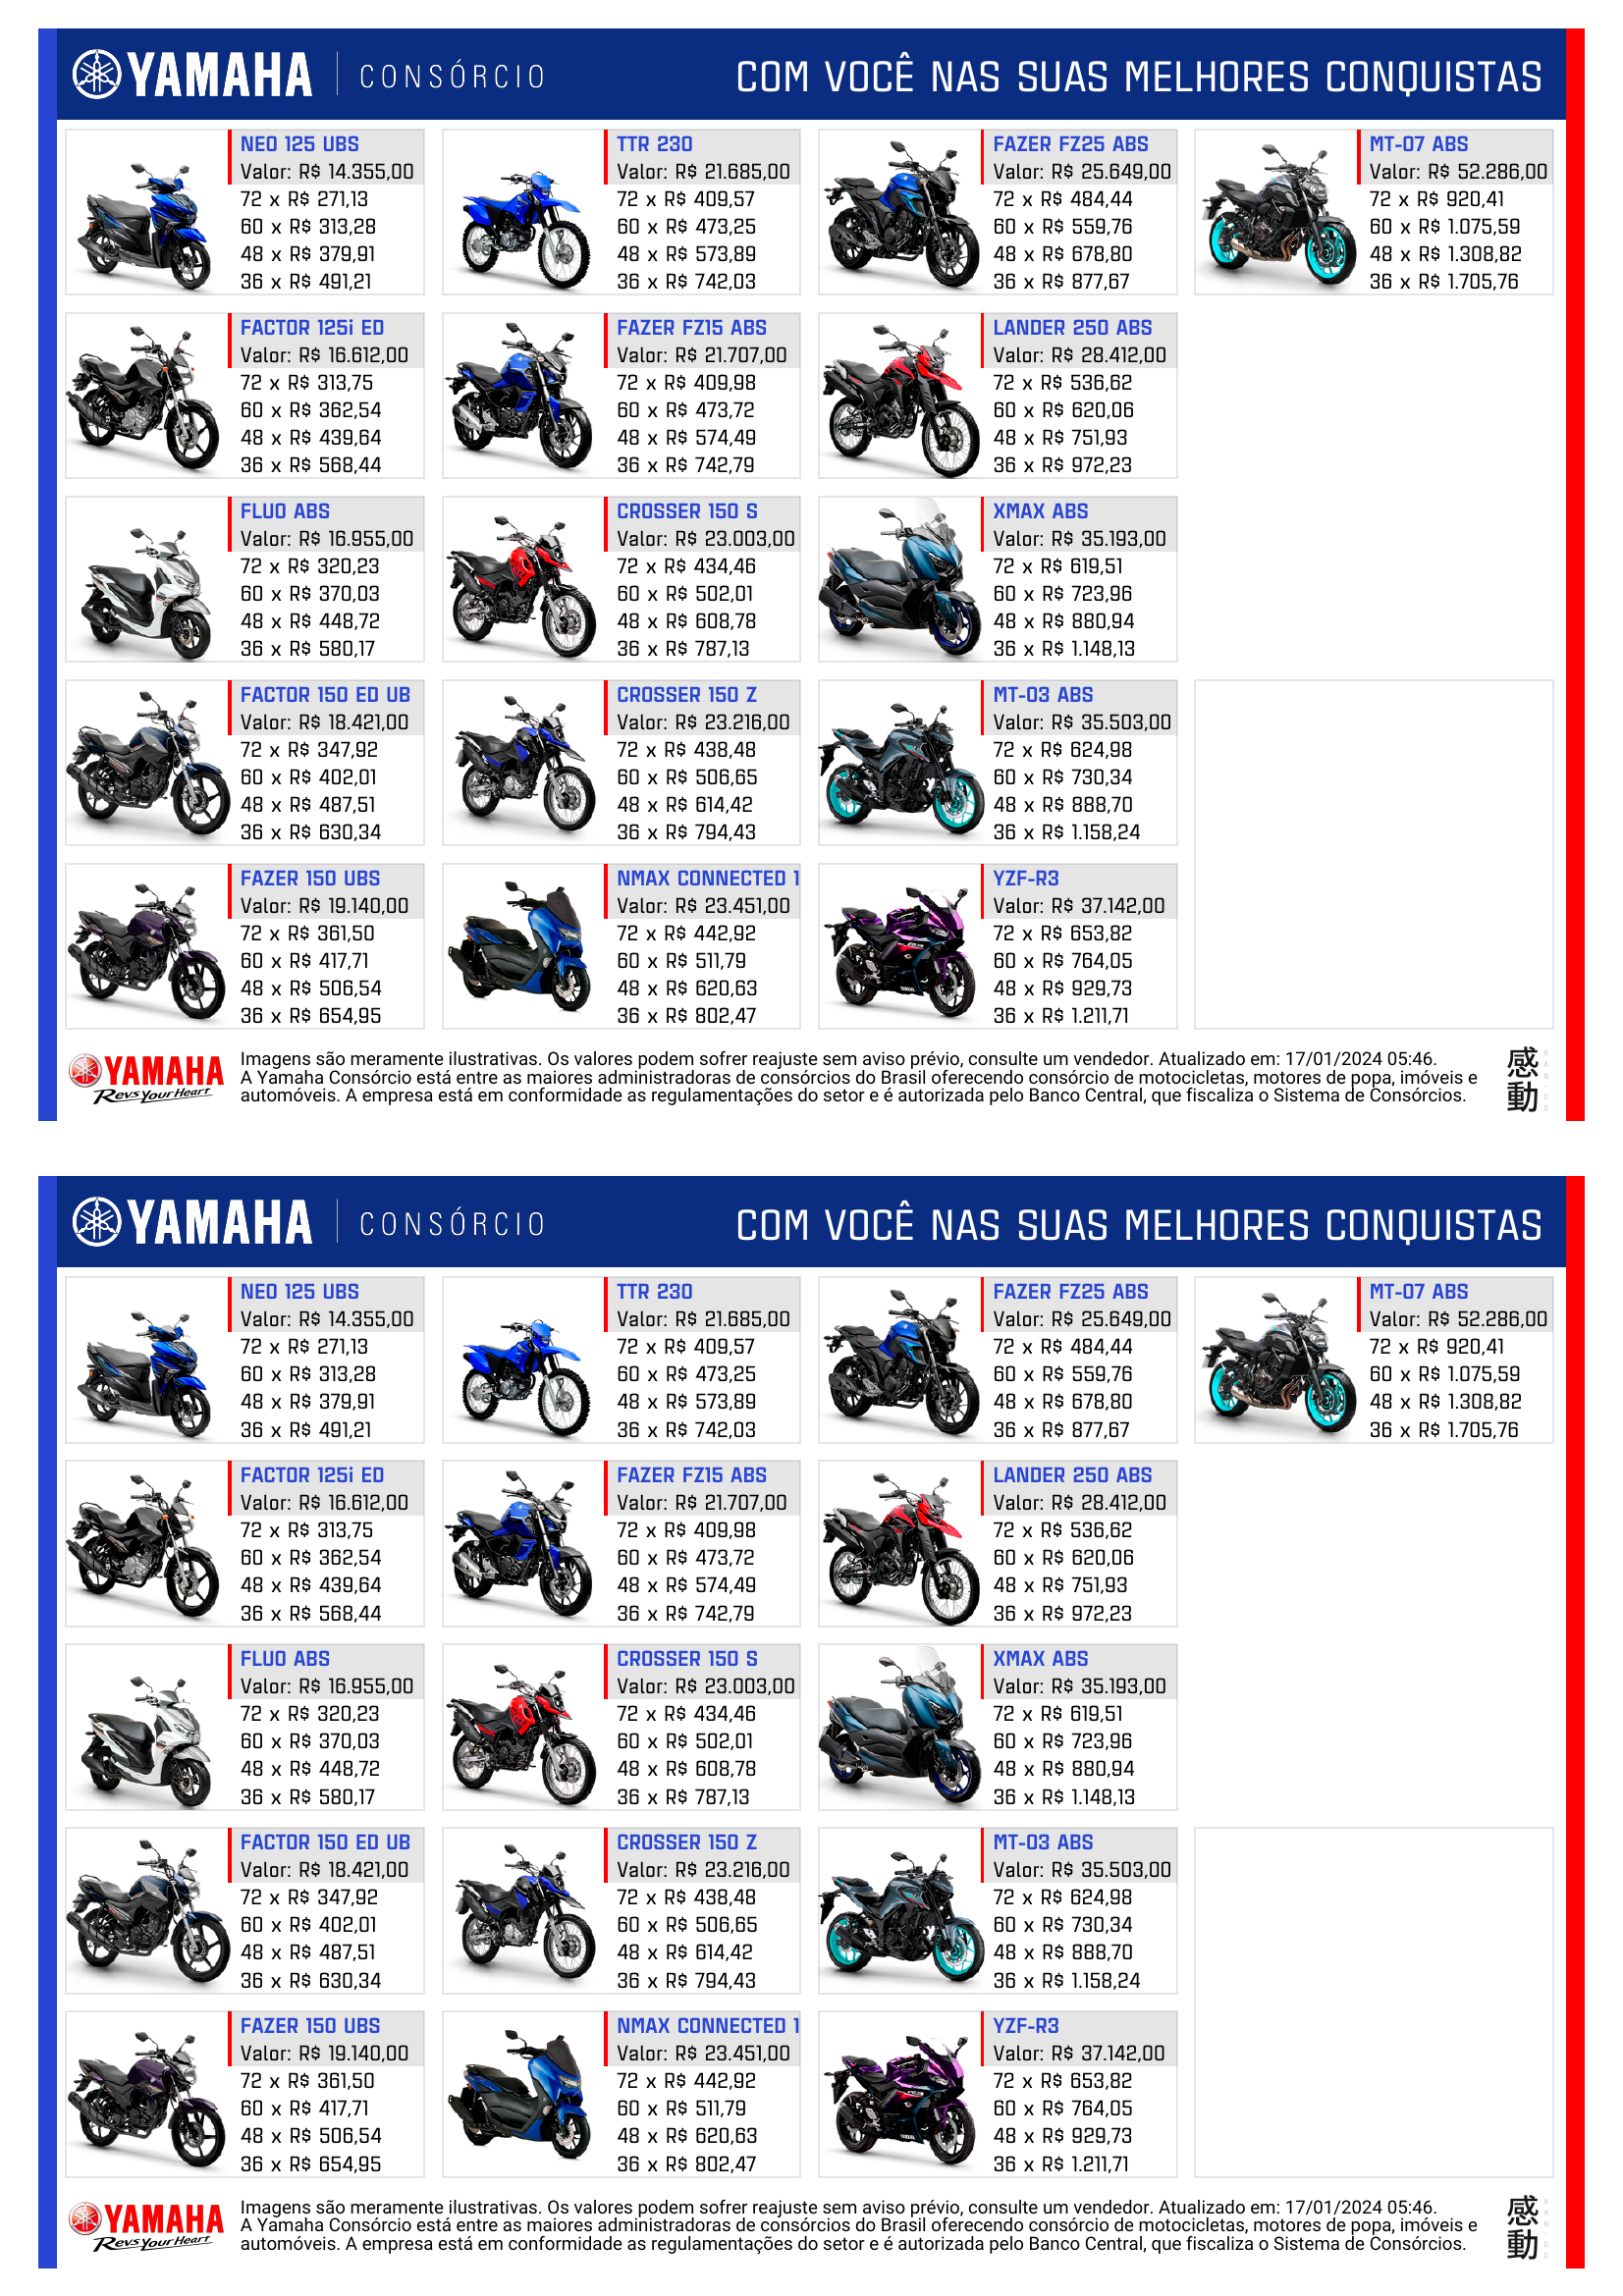 YAMAHA CONSÓRCIO COM VOCÊ NAS SUAS MELHORES CONQUISTAS
NEO 125 UBS
Valor: R$ 14.355,00
72 x R$ 271,13
60 x R$ 313,28
48 x R$ 379,91
36 x R$ 491,21
TTR 230
Valor: R$ 21.685,00
72 x R$ 409,57
60 x R$ 473,25
48 x R$ 573,89
36 x R$ 742,03
FAZER FZ25 ABS
Valor: R$ 25.649,00
72 x R$ 484,44
60 x R$ 559,76
48 x R$ 678,80
36 x R$ 877,67
MT-07 ABS
Valor: R$ 52.286,00
72 x R$ 920,41
60 x R$ 1.075,59
48 x R$ 1.308,82
36 x R$ 1.705,76
FACTOR 125i ED
Valor: R$ 16.612,00
72 x R$ 313,75
60 x R$ 362,54
48 x R$ 439,64
36 x R$ 568,44
FAZER FZ15 ABS
Valor: R$ 21.707,00
72 x R$ 409,98
60 x R$ 473,72
48 x R$ 574,49
36 x R$ 742,79
LANDER 250 ABS
Valor: R$ 28.412,00
72 x R$ 536,62
60 x R$ 620,06
48 x R$ 751,93
36 x R$ 972,23
FLUO ABS
Valor: R$ 16.955,00
72 x R$ 320,23
60 x R$ 370,03
48 x R$ 448,72
36 x R$ 580,17
CROSSER 150 S
Valor: R$ 23.003,00
72 x R$ 434,46
60 x R$ 502,01
48 x R$ 608,78
36 x R$ 787,13
XMAX ABS
Valor: R$ 35.193,00
72 x R$ 619,51
60 x R$ 723,96
48 x R$ 880,94
36 x R$ 1.148,13
FACTOR 150 ED UB
Valor: R$ 18.421,00
72 x R$ 347,92
60 x R$ 402,01
48 x R$ 487,51
36 x R$ 630,34
CROSSER 150 Z
Valor: R$ 23.216,00
72 x R$ 438,48
60 x R$ 506,65
48 x R$ 614,42
36 x R$ 794,43
MT-03 ABS
Valor: R$ 35.503,00
72 x R$ 624,98
60 x R$ 730,34
48 x R$ 888,70
36 x R$ 1.158,24
FAZER 150 UBS
Valor: R$ 19.140,00
72 x R$ 361,50
60 x R$ 417,71
48 x R$ 506,54
36 x R$ 654,95
NMAX CONNECTED 1
Valor: R$ 23.451,00
72 x R$ 442,92
60 x R$ 511,79
48 x R$ 620,63
36 x R$ 802,47
YZF-R3
Valor: R$ 37.142,00
72 x R$ 653,82
60 x R$ 764,05
48 x R$ 929,73
36 x R$ 1.211,71
YAMAHA
Revs Your Heart
Imagens são meramente ilustrativas. Os valores podem sofrer reajuste sem aviso prévio, consulte um vendedor. Atualizado em: 17/01/2024 05:46.
A Yamaha Consórcio está entre as maiores administradoras de consórcios do Brasil oferecendo consórcio de motocicletas, motores de popa, imóveis e
automóveis. A empresa está em conformidade as regulamentações do setor e é autorizada pelo Banco Central, que fiscaliza o Sistema de Consórcios.
感動
YAMAHA CONSÓRCIO COM VOCÊ NAS SUAS MELHORES CONQUISTAS
NEO 125 UBS
Valor: R$ 14.355,00
72 x R$ 271,13
60 x R$ 313,28
48 x R$ 379,91
36 x R$ 491,21
TTR 230
Valor: R$ 21.685,00
72 x R$ 409,57
60 x R$ 473,25
48 x R$ 573,89
36 x R$ 742,03
FAZER FZ25 ABS
Valor: R$ 25.649,00
72 x R$ 484,44
60 x R$ 559,76
48 x R$ 678,80
36 x R$ 877,67
MT-07 ABS
Valor: R$ 52.286,00
72 x R$ 920,41
60 x R$ 1.075,59
48 x R$ 1.308,82
36 x R$ 1.705,76
FACTOR 125i ED
Valor: R$ 16.612,00
72 x R$ 313,75
60 x R$ 362,54
48 x R$ 439,64
36 x R$ 568,44
FAZER FZ15 ABS
Valor: R$ 21.707,00
72 x R$ 409,98
60 x R$ 473,72
48 x R$ 574,49
36 x R$ 742,79
LANDER 250 ABS
Valor: R$ 28.412,00
72 x R$ 536,62
60 x R$ 620,06
48 x R$ 751,93
36 x R$ 972,23
FLUO ABS
Valor: R$ 16.955,00
72 x R$ 320,23
60 x R$ 370,03
48 x R$ 448,72
36 x R$ 580,17
CROSSER 150 S
Valor: R$ 23.003,00
72 x R$ 434,46
60 x R$ 502,01
48 x R$ 608,78
36 x R$ 787,13
XMAX ABS
Valor: R$ 35.193,00
72 x R$ 619,51
60 x R$ 723,96
48 x R$ 880,94
36 x R$ 1.148,13
FACTOR 150 ED UB
Valor: R$ 18.421,00
72 x R$ 347,92
60 x R$ 402,01
48 x R$ 487,51
36 x R$ 630,34
CROSSER 150 Z
Valor: R$ 23.216,00
72 x R$ 438,48
60 x R$ 506,65
48 x R$ 614,42
36 x R$ 794,43
MT-03 ABS
Valor: R$ 35.503,00
72 x R$ 624,98
60 x R$ 730,34
48 x R$ 888,70
36 x R$ 1.158,24
FAZER 150 UBS
Valor: R$ 19.140,00
72 x R$ 361,50
60 x R$ 417,71
48 x R$ 506,54
36 x R$ 654,95
NMAX CONNECTED 1
Valor: R$ 23.451,00
72 x R$ 442,92
60 x R$ 511,79
48 x R$ 620,63
36 x R$ 802,47
YZF-R3
Valor: R$ 37.142,00
72 x R$ 653,82
60 x R$ 764,05
48 x R$ 929,73
36 x R$ 1.211,71
YAMAHA
Revs Your Heart
Imagens são meramente ilustrativas. Os valores podem sofrer reajuste sem aviso prévio, consulte um vendedor. Atualizado em: 17/01/2024 05:46.
A Yamaha Consórcio está entre as maiores administradoras de consórcios do Brasil oferecendo consórcio de motocicletas, motores de popa, imóveis e
automóveis. A empresa está em conformidade as regulamentações do setor e é autorizada pelo Banco Central, que fiscaliza o Sistema de Consórcios.
感動